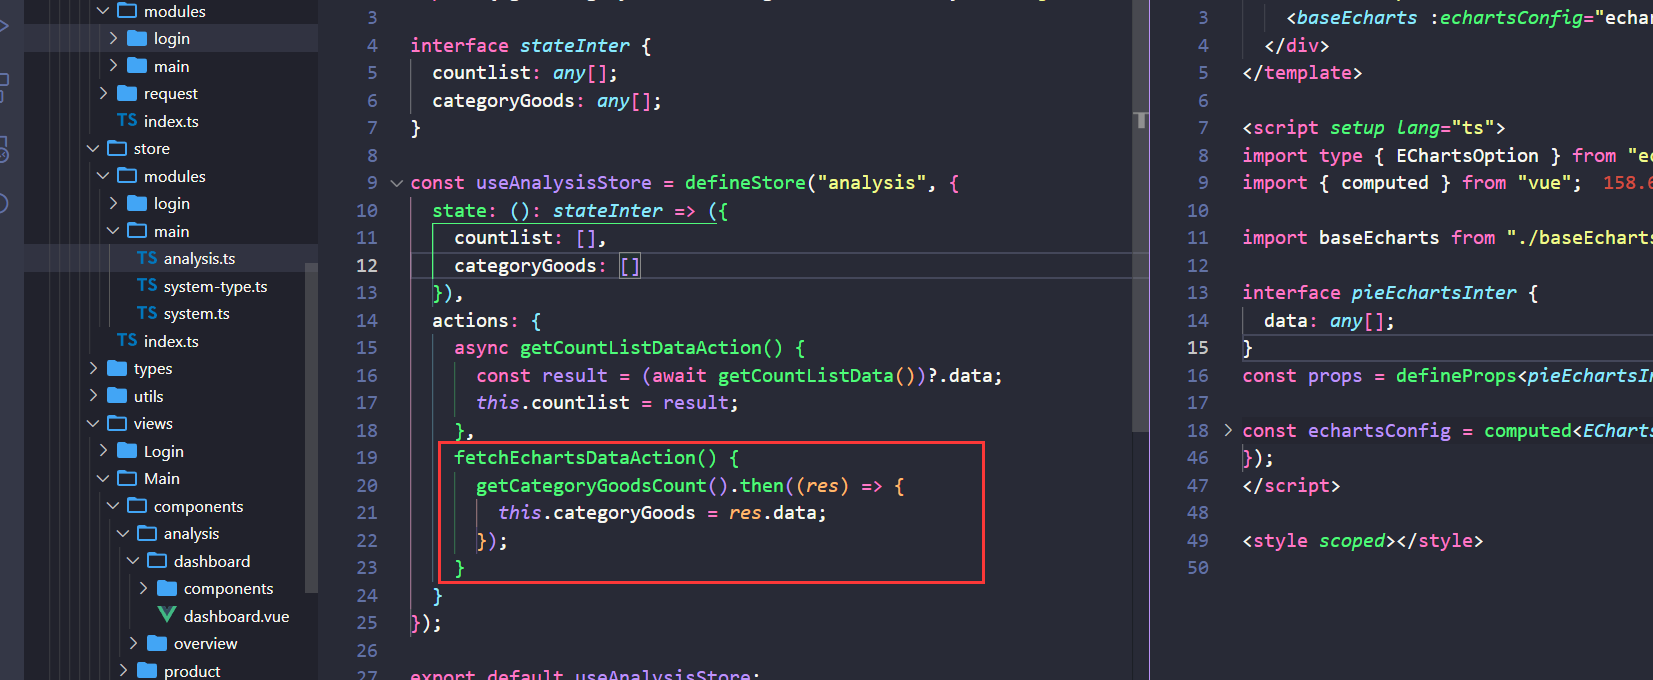 modules
login
main
request
TS index.ts
store
modules
login
main
TS analysis.ts
TS system-type.ts
TS system.ts
TS index.ts
types
utils
views
Login
Main
components
analysis
dashboard
components
dashboard.vue
overview
product
3
4 interface stateInter {
5 countlist: any[];
6 categoryGoods: any[];
7 }
8
9 const useAnalysisStore = defineStore("analysis", {
10 state: (): stateInter => ({
11 countlist: [],
12 categoryGoods: []
13 }),
14 actions: {
15 async getCountListDataAction() {
16 const result = (await getCountListData())?.data;
17 this.countlist = result;
18 },
19 fetchEchartsDataAction() {
20 getCategoryGoodsCount().then((res) => {
21 this.categoryGoods = res.data;
22 });
23 }
24 }
25 });
26
27 export default useAnalysisStore;
3 <baseEcharts :echartsConfig="echar
4 </div>
5 </template>
6
7 <script setup lang="ts">
8 import type { EChartsOption } from "ec
9 import { computed } from "vue"; 158.6
10
11 import baseEcharts from "./baseEcharts
12
13 interface pieEchartsInter {
14 data: any[];
15 }
16 const props = defineProps<pieEchartsIn
17
18 const echartsConfig = computed<ECharts
46 });
47 </script>
48
49 <style scoped></style>
50